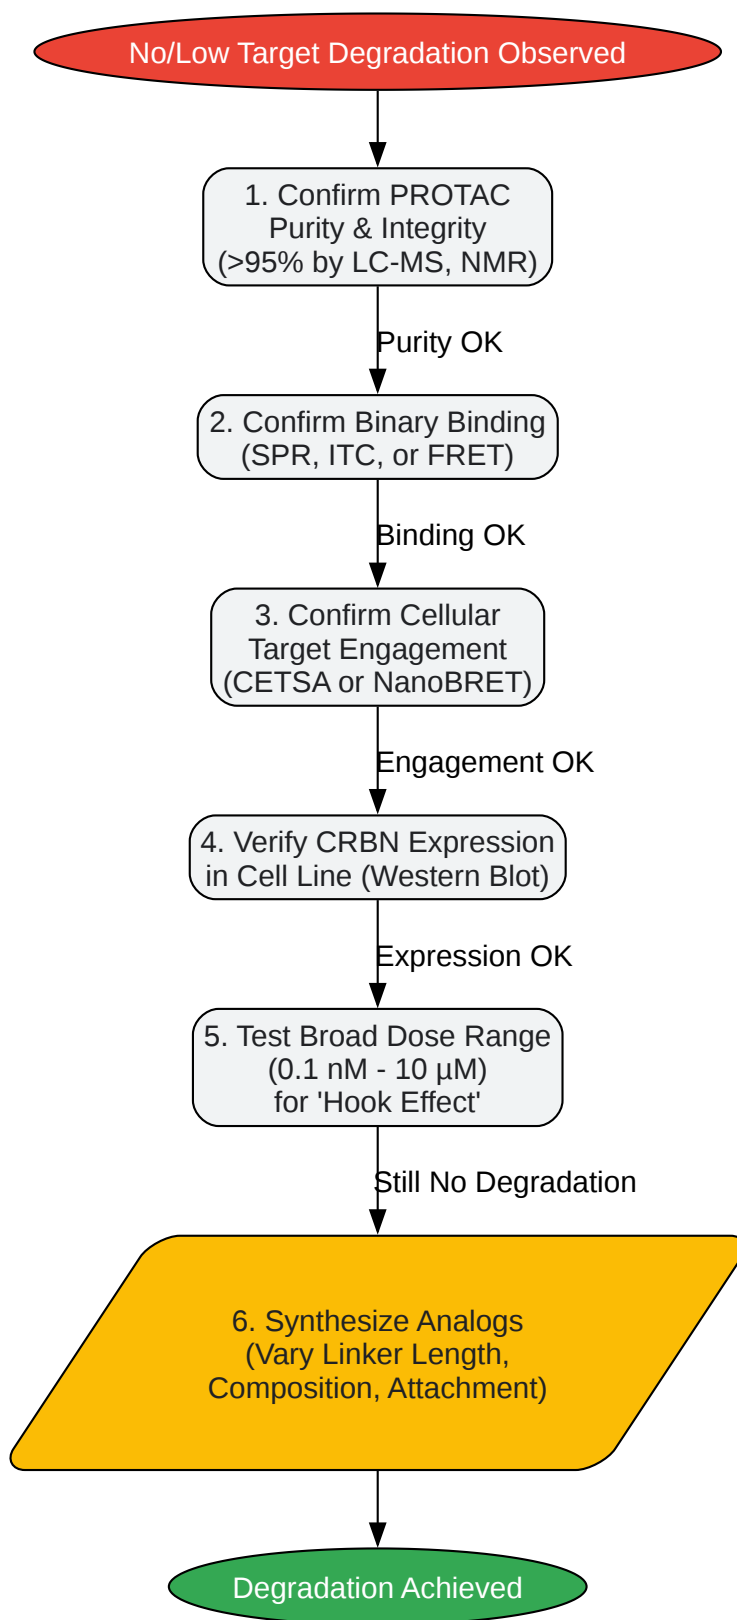 No/Low Target Degradation Observed
1. Confirm PROTAC
Purity & Integrity
(>95% by LC-MS, NMR)
Purity OK
2. Confirm Binary Binding
(SPR, ITC, or FRET)
Binding OK
3. Confirm Cellular
Target Engagement
(CETSA or NanoBRET)
Engagement OK
4. Verify CRBN Expression
in Cell Line (Western Blot)
Expression OK
5. Test Broad Dose Range
(0.1 nM - 10 µM)
for 'Hook Effect'
Still No Degradation
6. Synthesize Analogs
(Vary Linker Length,
Composition, Attachment)
Degradation Achieved